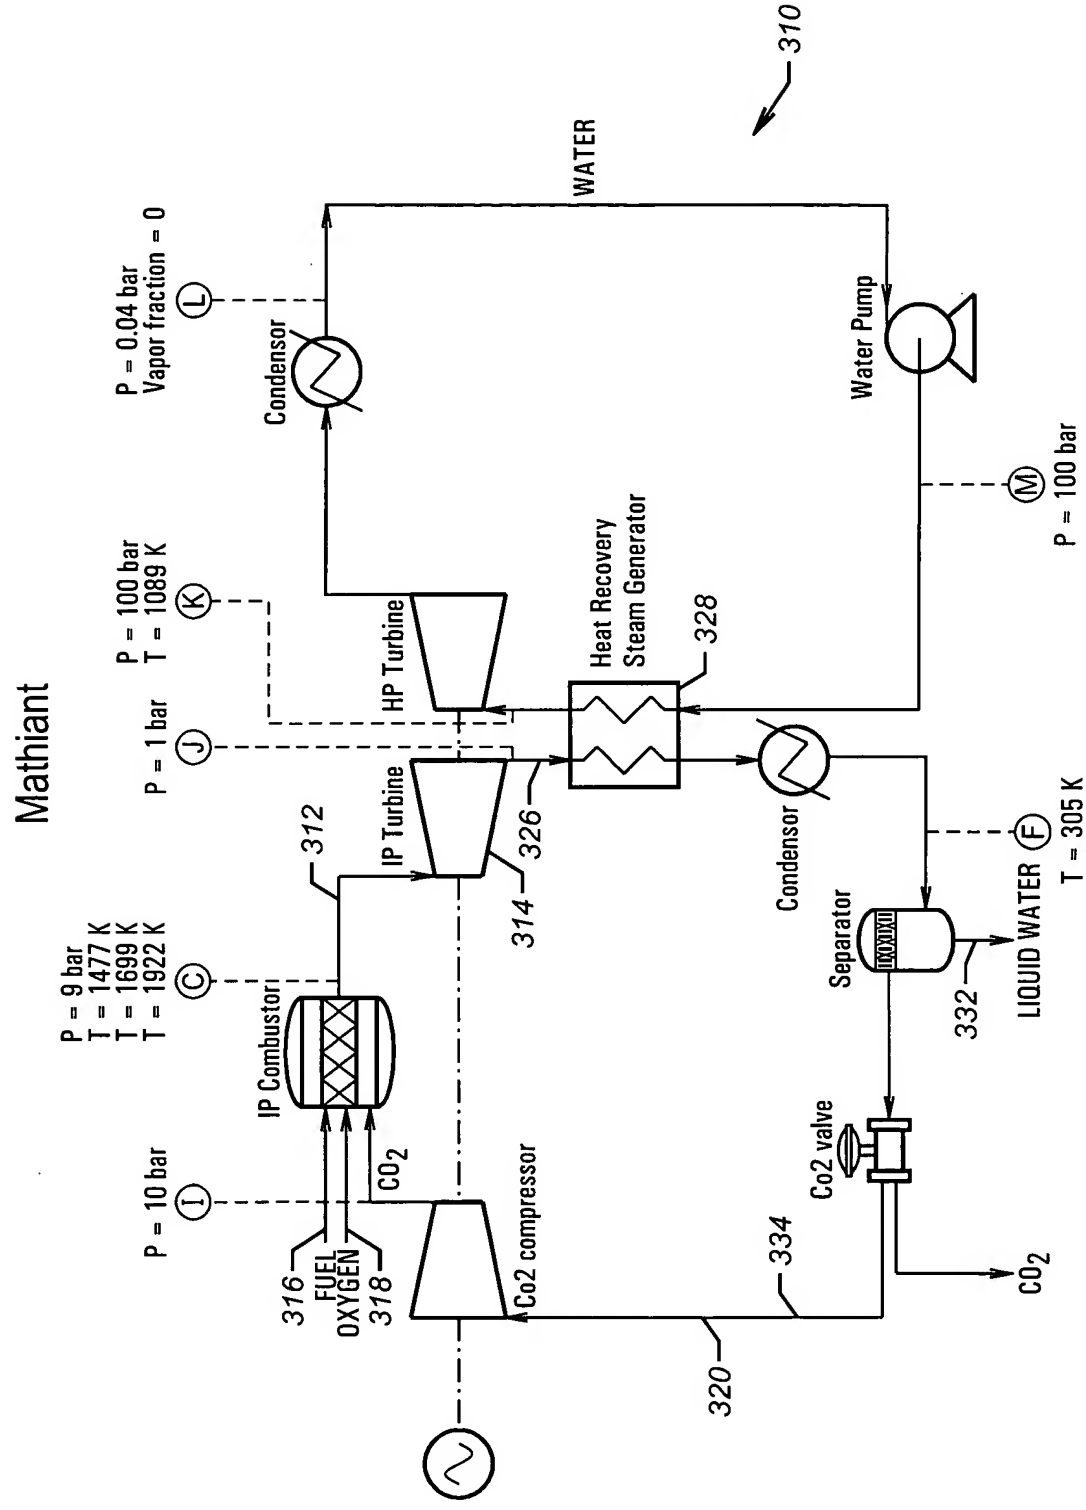 Mathiant
P = 9 bar
T = 1477 K
T = 1699 K
T = 1922 K
C
P = 10 bar
I
P = 1 bar
J
P = 100 bar
T = 1089 K
K
P = 0.04 bar
Vapor fraction = 0
L
310
312
IP Combustor
316
FUEL
OXYGEN
318
CO2
Co2 compressor
IP Turbine
314
326
HP Turbine
Condensor
WATER
Heat Recovery
Steam Generator
328
Water Pump
M
P = 100 bar
Condensor
F
T = 305 K
Separator
332
LIQUID WATER
Co2 valve
334
320
CO2